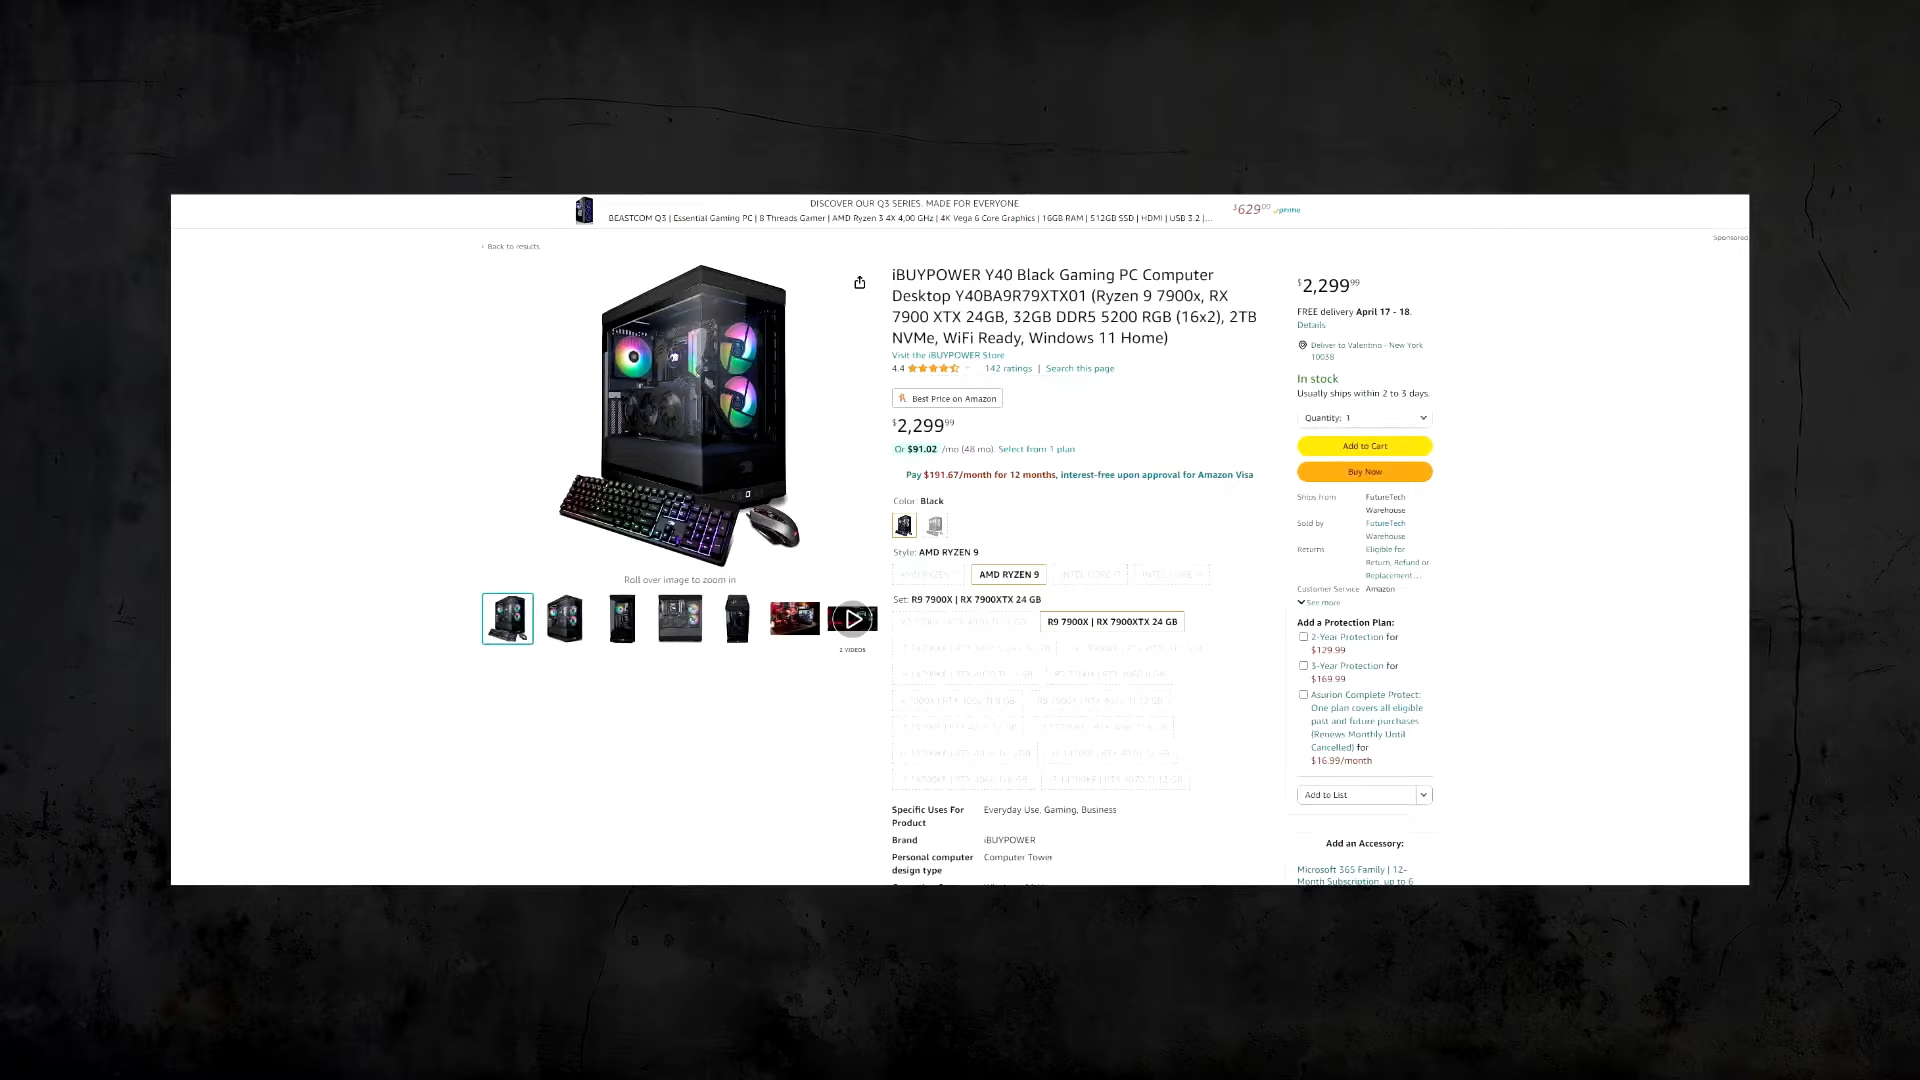 DISCOVER OUR Q3 SERIES. MADE FOR EVERYONE.
BEASTCOM Q3 | Essential Gaming PC | 8 Threads Gamer | AMD Ryzen 3 4X 4,00 GHz | 4K Vega 6 Core Graphics | 16GB RAM | 512GB SSD | HDMI | USB 3.2 |...
$629.00 prime
Sponsored
‹ Back to results
iBUYPOWER Y40 Black Gaming PC Computer
Desktop Y40BA9R79XTX01 (Ryzen 9 7900x, RX
7900 XTX 24GB, 32GB DDR5 5200 RGB (16x2), 2TB
NVMe, WiFi Ready, Windows 11 Home)
Visit the iBUYPOWER Store
4.4 142 ratings | Search this page
Best Price on Amazon
$2,299.99
Or $91.02 /mo (48 mo). Select from 1 plan
Pay $191.67/month for 12 months, interest-free upon approval for Amazon Visa
Color: Black
Style: AMD RYZEN 9
AMD RYZEN AMD RYZEN 9 INTEL CORE INTEL CORE
Set: R9 7900X | RX 7900XTX 24 GB
R9 7900X | RX 7900XTX 24 GB
Specific Uses For
Product
Everyday Use, Gaming, Business
Brand
iBUYPOWER
Personal computer
design type
Computer Tower
Roll over image to zoom in
2 VIDEOS
$2,299.99
FREE delivery April 17 - 18.
Details
Deliver to Valentino - New York
10038
In stock
Usually ships within 2 to 3 days.
Quantity: 1
Add to Cart
Buy Now
Ships from FutureTech
Warehouse
Sold by FutureTech
Warehouse
Returns Eligible for
Return, Refund or
Replacement...
Customer Service Amazon
See more
Add a Protection Plan:
2-Year Protection for
$129.99
3-Year Protection for
$169.99
Asurion Complete Protect:
One plan covers all eligible
past and future purchases
(Renews Monthly Until
Cancelled) for
$16.99/month
Add to List
Add an Accessory:
Microsoft 365 Family | 12-
Month Subscription, up to 6